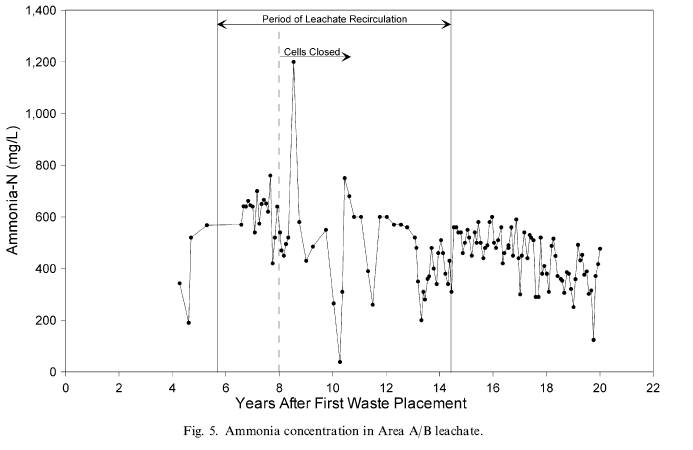 1,400
Period of Leachate Recirculation
Cells Closed
1,200
1,000
800
600
400
200
0
Ammonia-N (mg/L)
0 2 4 6 8 10 12 14 16 18 20 22
Years After First Waste Placement
Fig. 5. Ammonia concentration in Area A/B leachate.